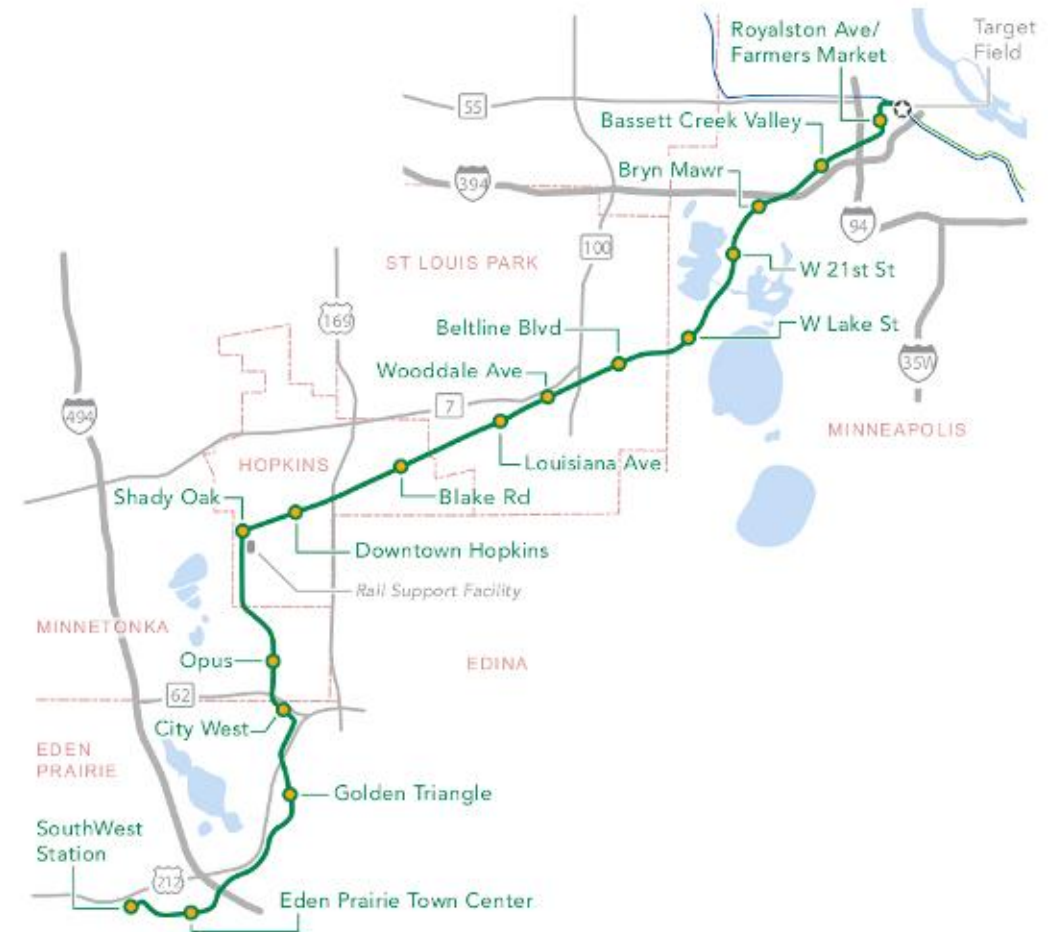 Royalston Ave/
Farmers Market
Target
Field
55
Bassett Creek Valley
Bryn Mawr
394
94
100
ST LOUIS PARK
W 21st St
169
Beltline Blvd
W Lake St
Wooddale Ave
35W
7
494
MINNEAPOLIS
HOPKINS
Louisiana Ave
Shady Oak
Blake Rd
Downtown Hopkins
Rail Support Facility
MINNETONKA
Opus
EDINA
62
City West
EDEN
PRAIRIE
Golden Triangle
SouthWest
Station
212
Eden Prairie Town Center